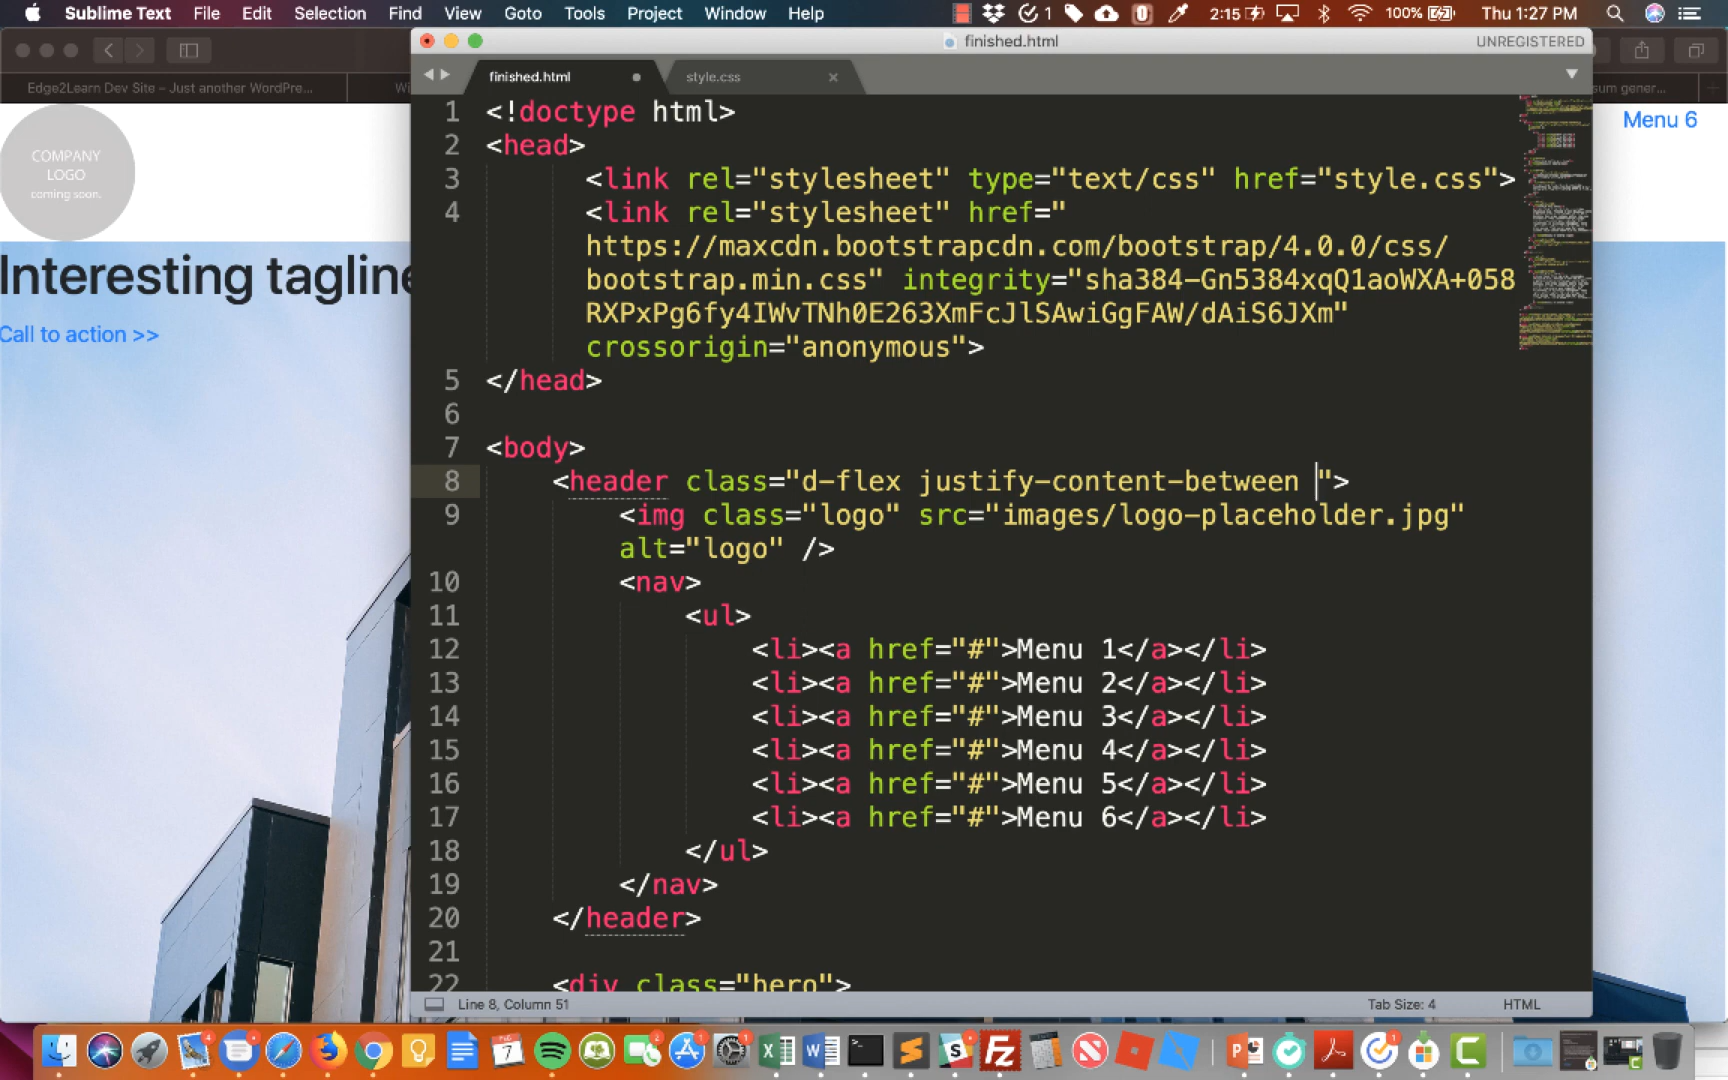 Sublime Text File Edit Selection Find View Goto Tools Project Window Help 1 2:15 100% Thu 1:27 PM
finished.html UNREGISTERED
Edge2Learn Dev Site – Just another WordPre... finished.html style.css sum gener...
COMPANY
LOGO
coming soon.
Menu 6
Interesting tagline
Call to action >>
1 <!doctype html>
2 <head>
3 <link rel="stylesheet" type="text/css" href="style.css">
4 <link rel="stylesheet" href="
https://maxcdn.bootstrapcdn.com/bootstrap/4.0.0/css/
bootstrap.min.css" integrity="sha384-Gn5384xqQ1aoWXA+058
RXPxPg6fy4IWvTNh0E263XmFcJlSAwiGgFAW/dAiS6JXm"
crossorigin="anonymous">
5 </head>
6
7 <body>
8 <header class="d-flex justify-content-between ">
9 <img class="logo" src="images/logo-placeholder.jpg"
alt="logo" />
10 <nav>
11 <ul>
12 <li><a href="#">Menu 1</a></li>
13 <li><a href="#">Menu 2</a></li>
14 <li><a href="#">Menu 3</a></li>
15 <li><a href="#">Menu 4</a></li>
16 <li><a href="#">Menu 5</a></li>
17 <li><a href="#">Menu 6</a></li>
18 </ul>
19 </nav>
20 </header>
21
22 <div class="hero">
Line 8, Column 51 Tab Size: 4 HTML